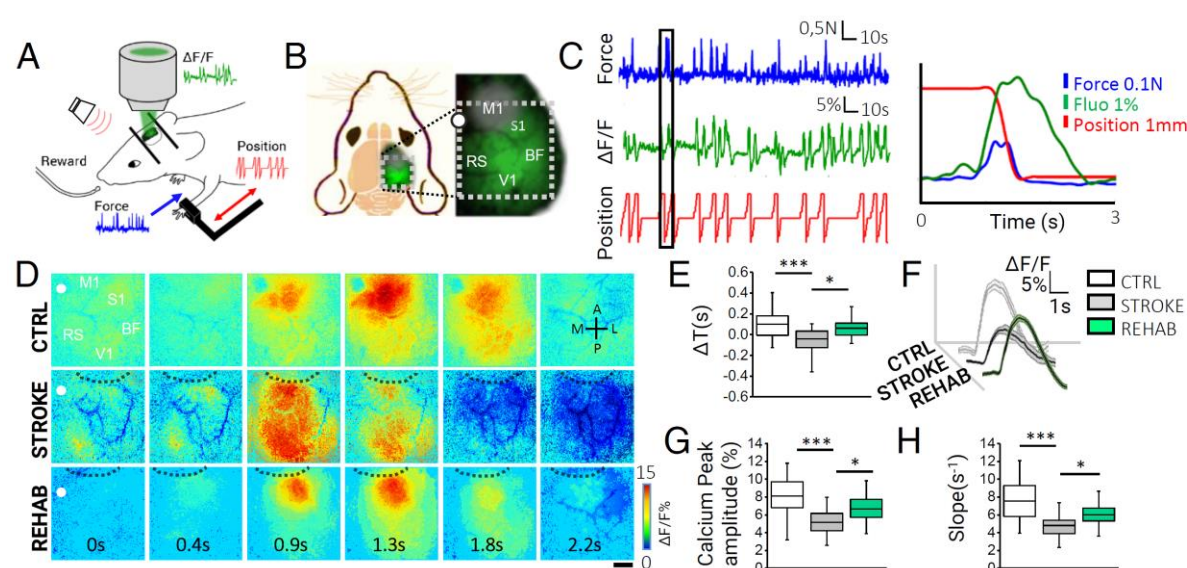 A
ΔF/F
Reward
Position
Force
B
M1
S1
RS
BF
V1
C
Force
0,5N
10s
ΔF/F
5%
10s
Position
Force 0.1N
Fluo 1%
Position 1mm
0
3
Time (s)
D
CTRL
M1
S1
RS
BF
V1
A
M
L
P
STROKE
REHAB
0s
0.4s
0.9s
1.3s
1.8s
2.2s
15
0
ΔF/F%
E
***
*
ΔT(s)
0.6
0.4
0.2
0.0
-0.2
-0.4
-0.6
F
ΔF/F
5%
1s
CTRL
STROKE
REHAB
CTRL
STROKE
REHAB
G
***
*
Calcium Peak
amplitude (%)
14
12
10
8
6
4
2
0
H
***
*
Slope(s⁻¹)
14
12
10
8
6
4
2
0